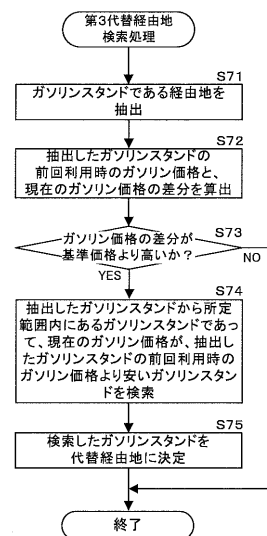 第3代替経由地
検索処理
S71
ガソリンスタンドである経由地を
抽出
S72
抽出したガソリンスタンドの
前回利用時のガソリン価格と、
現在のガソリン価格の差分を算出
S73
ガソリン価格の差分が
基準価格より高いか?
NO
YES
S74
抽出したガソリンスタンドから所定
範囲内にあるガソリンスタンドであっ
て、現在のガソリン価格が、抽出し
たガソリンスタンドの前回利用時の
ガソリン価格より安いガソリンスタン
ドを検索
S75
検索したガソリンスタンドを
代替経由地に決定
終了